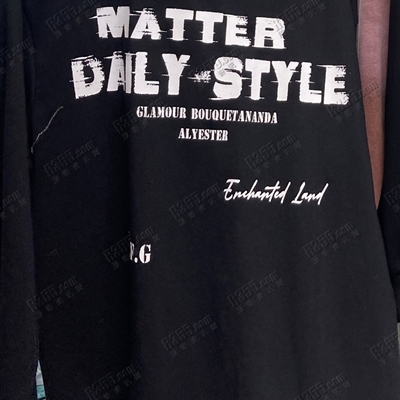 MATTER
DAILY STYLE
GLAMOUR BOUQUETANANDA
ALYESTER
Enchanted Land
.G